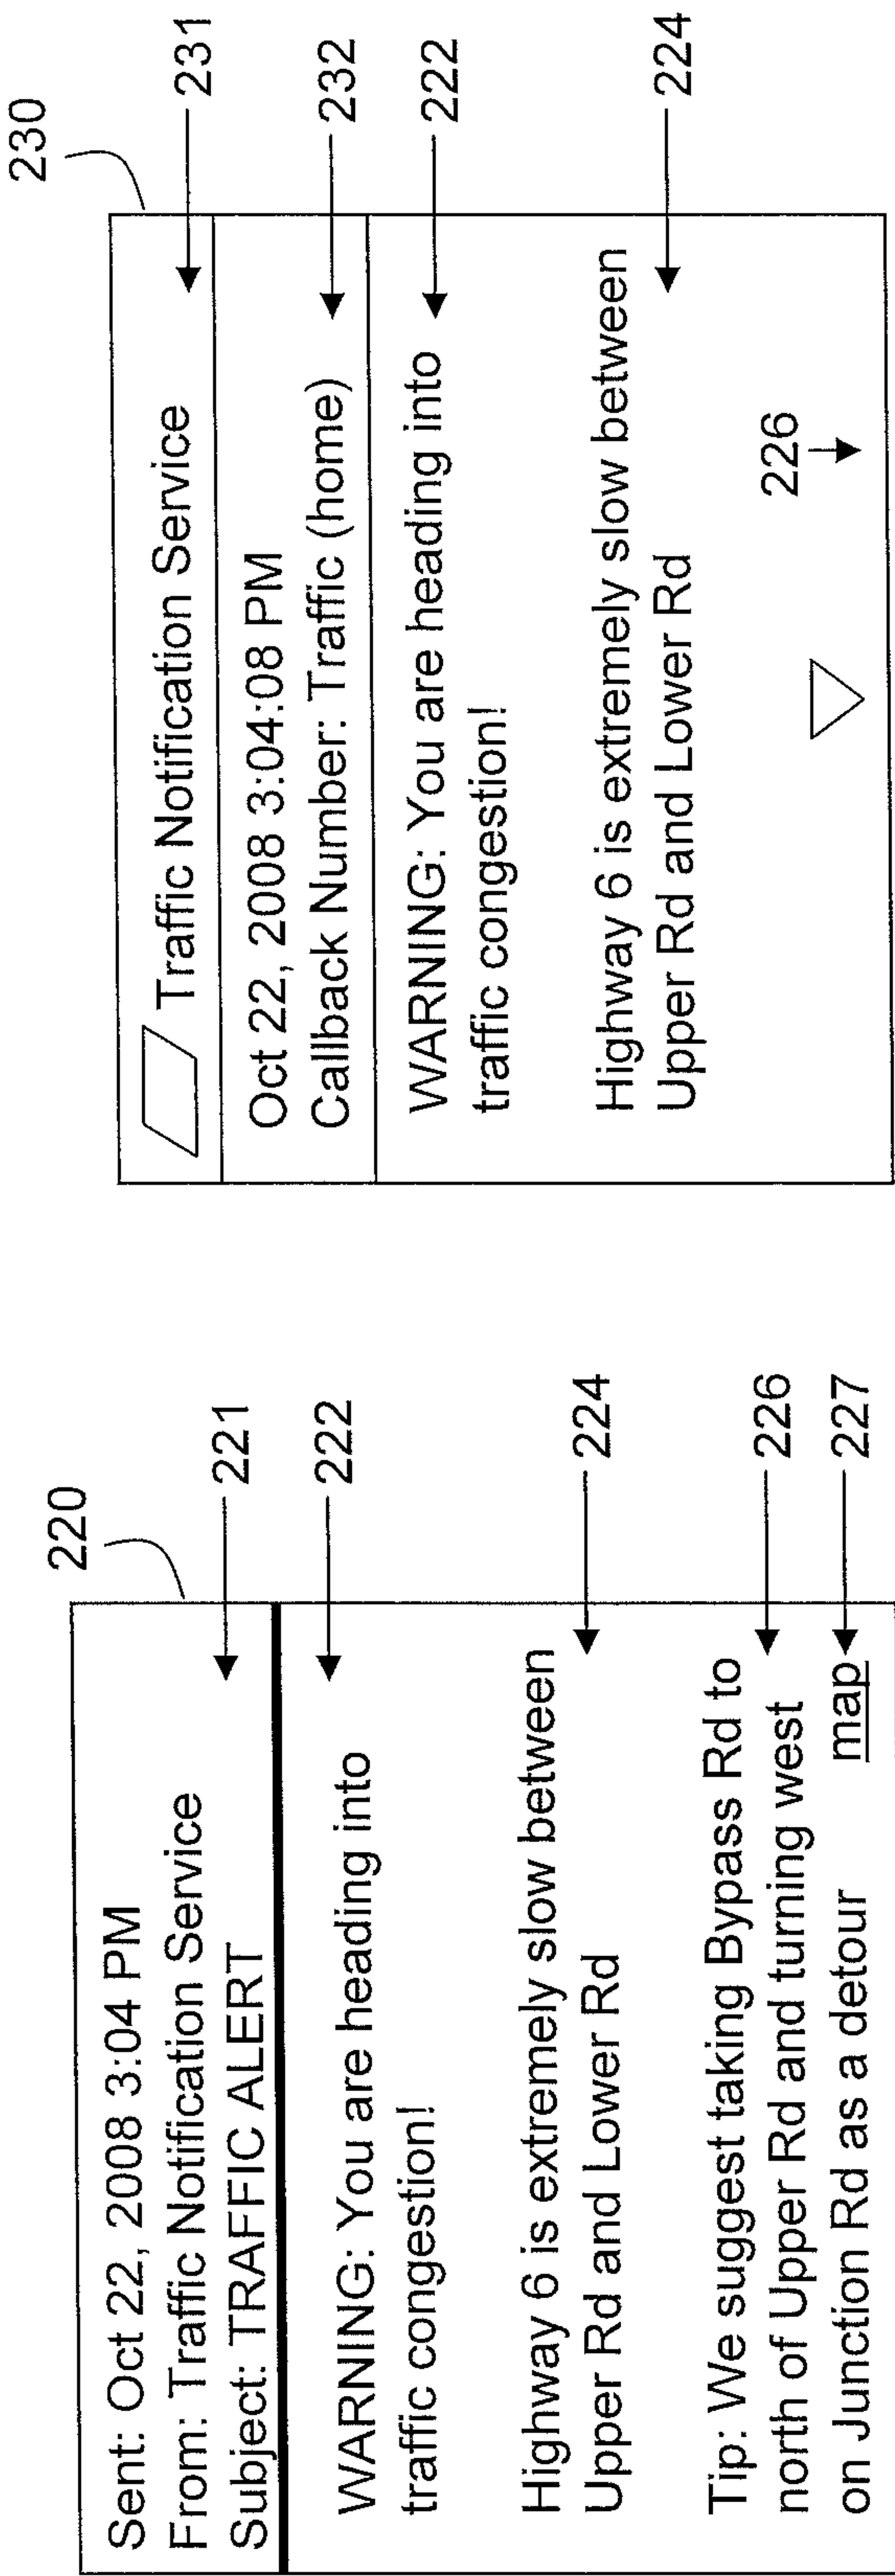 220
Sent: Oct 22, 2008 3:04 PM
From: Traffic Notification Service
Subject: TRAFFIC ALERT
221
WARNING: You are heading into
traffic congestion!
222
Highway 6 is extremely slow between
Upper Rd and Lower Rd
224
Tip: We suggest taking Bypass Rd to
north of Upper Rd and turning west
on Junction Rd as a detour
map
226
227
230
Traffic Notification Service
231
Oct 22, 2008 3:04:08 PM
Callback Number: Traffic (home)
232
WARNING: You are heading into
traffic congestion!
222
Highway 6 is extremely slow between
Upper Rd and Lower Rd
224
226